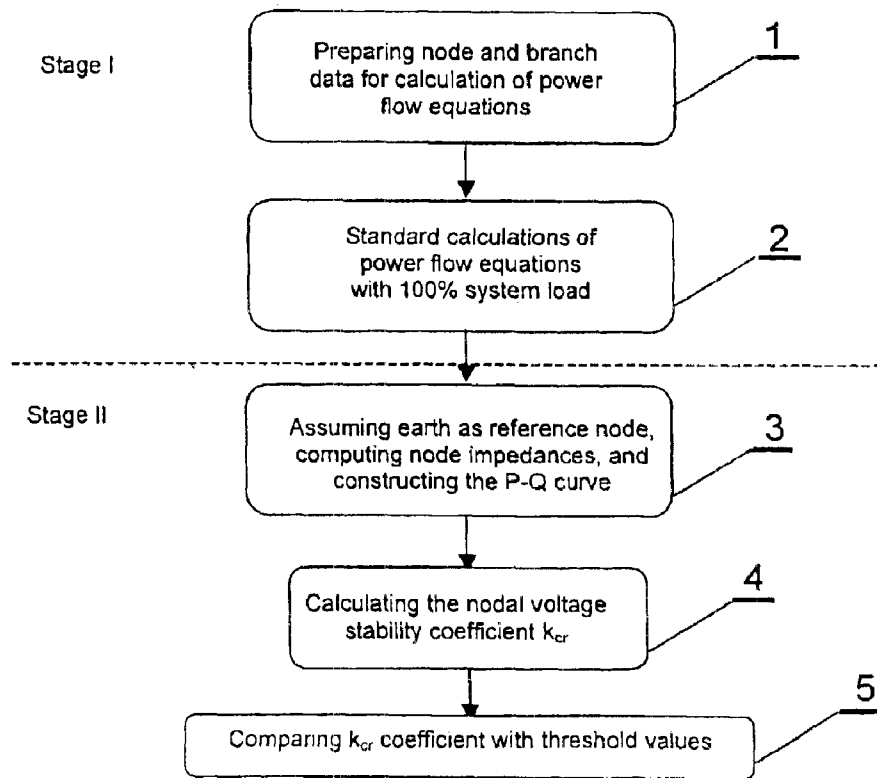 Stage I
Preparing node and branch
data for calculation of power
flow equations
1
Standard calculations of
power flow equations
with 100% system load
2
Stage II
Assuming earth as reference node,
computing node impedances, and
constructing the P-Q curve
3
Calculating the nodal voltage
stability coefficient kcr
4
Comparing kcr coefficient with threshold values
5